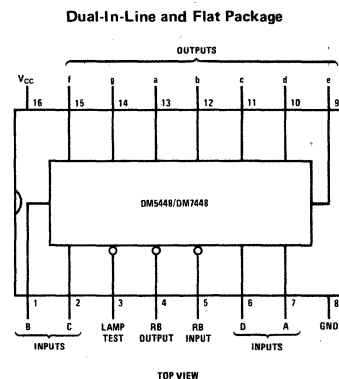 Dual-In-Line and Flat Package
OUTPUTS
VCC f g a b c d e
16 15 14 13 12 11 10 9
DM5448/DM7448
1 2 3 4 5 6 7 8
B C LAMP RB RB D A GND
TEST OUTPUT INPUT
INPUTS INPUTS
TOP VIEW